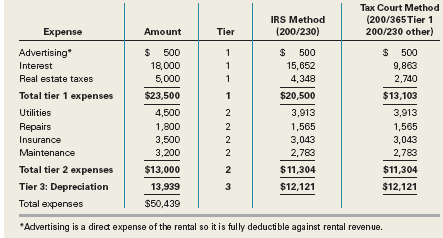 Tax Court Method
IRS Method (200/365 Tier 1
Expense Amount Tier (200/230) 200/230 other)
Advertising* $ 500 1 $ 500 $ 500
Interest 18,000 1 15,652 9,863
Real estate taxes 5,000 1 4,348 2,740
Total tier 1 expenses $23,500 1 $20,500 $13,103
Utilities 4,500 2 3,913 3,913
Repairs 1,800 2 1,565 1,565
Insurance 3,500 2 3,043 3,043
Maintenance 3,200 2 2,783 2,783
Total tier 2 expenses $13,000 2 $11,304 $11,304
Tier 3: Depreciation 13,939 3 $12,121 $12,121
Total expenses $50,439
*Advertising is a direct expense of the rental so it is fully deductible against rental revenue.